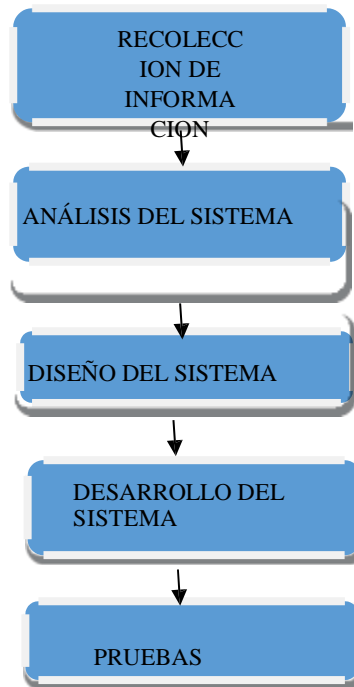 RECOLECC
ION DE
INFORMA
CION
ANÁLISIS DEL SISTEMA
DISEÑO DEL SISTEMA
DESARROLLO DEL
SISTEMA
PRUEBAS